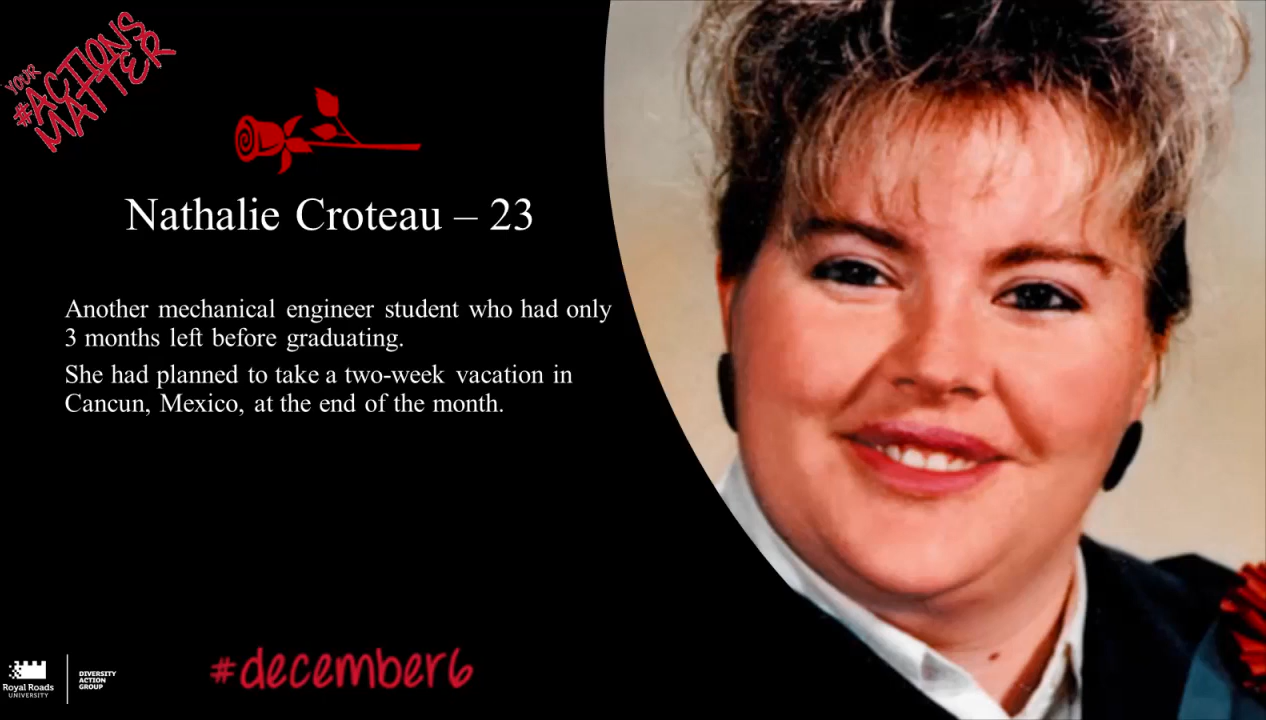 YOUR
#ACTIONS
MATTER
Nathalie Croteau – 23
Another mechanical engineer student who had only
3 months left before graduating.
She had planned to take a two-week vacation in
Cancun, Mexico, at the end of the month.
#december6
Royal Roads
UNIVERSITY
DIVERSITY
ACTION
GROUP